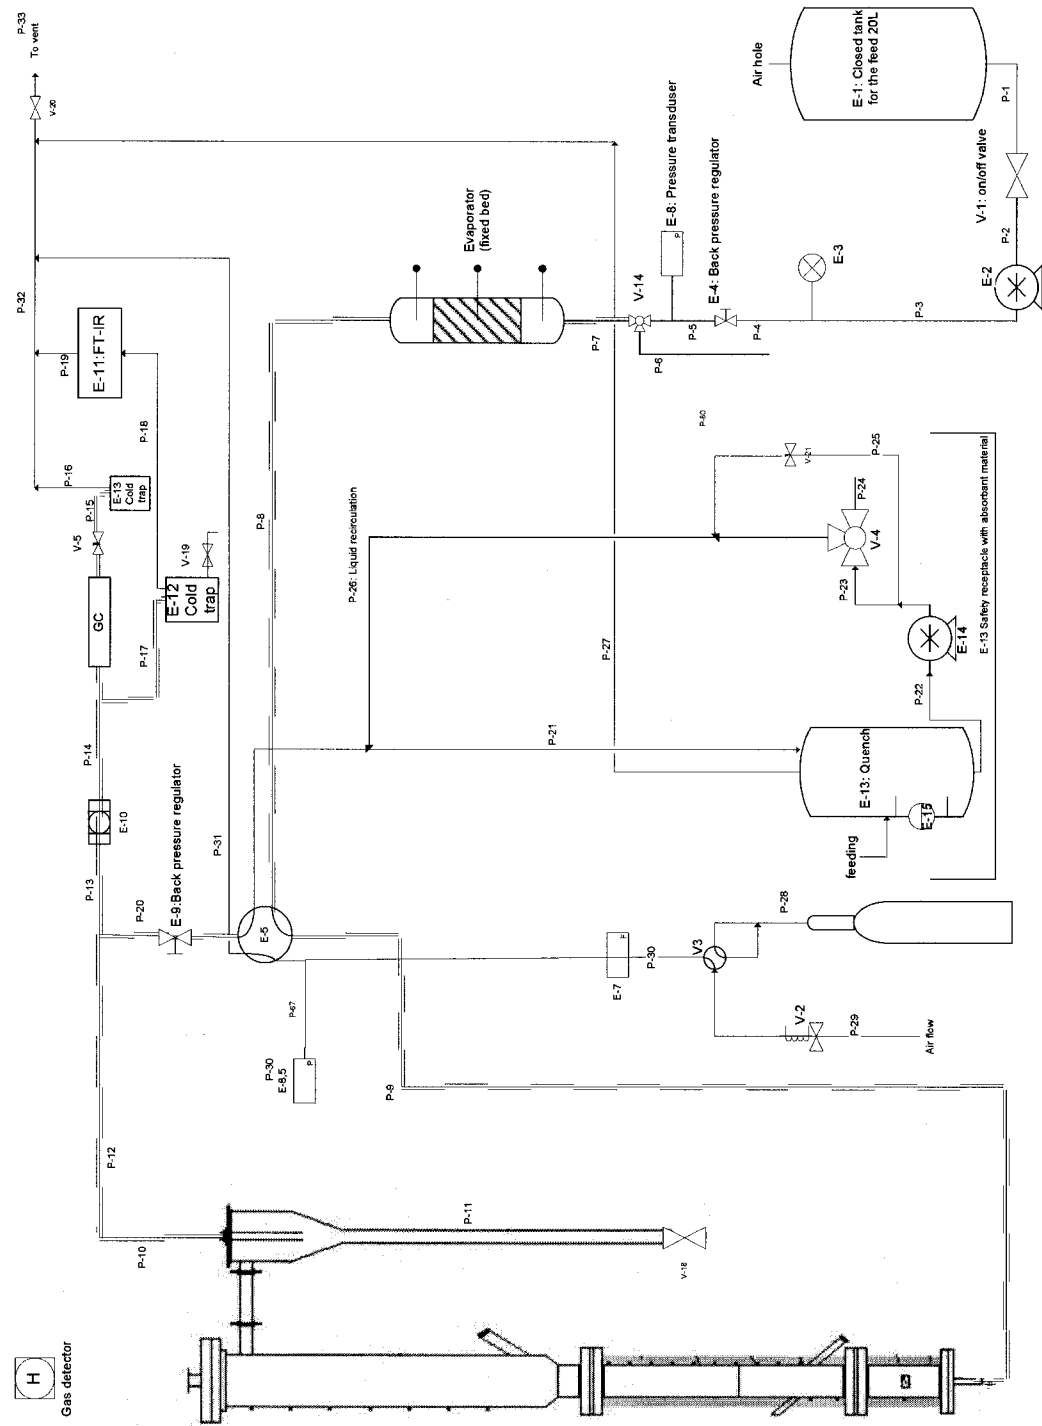 P-33
To vent
V-20
Air hole
E-1: Closed tank
for the feed 20L
P-1
V-1: on/off valve
P-2
E-2
P-3
E-3
P-4
E-4: Back pressure regulator
P-5
E-8: Pressure transduser
P
V-14
P-6
P-7
Evaporator
(fixed bed)
P-32
P-19
E-11:FT-IR
P-18
P-16
E-13
Cold
trap
P-15
V-5
V-19
E-12
Cold
trap
GC
P-17
P-14
P-8
P-26: Liquid recirculation
P-80
V-21
P-25
P-24
V-4
P-23
E-14
E-13 Safety receptacle with absorbant material
P-22
P-27
P-21
E-13: Quench
E-15
feeding
E-10
P-13
P-20
E-9:Back pressure regulator
P-31
E-5
P-28
V3
P-30
E-7
V-2
P-29
Air flow
P-67
P-30
E-8,5
P
P-9
P-12
P-10
P-11
V-18
H
Gas detector